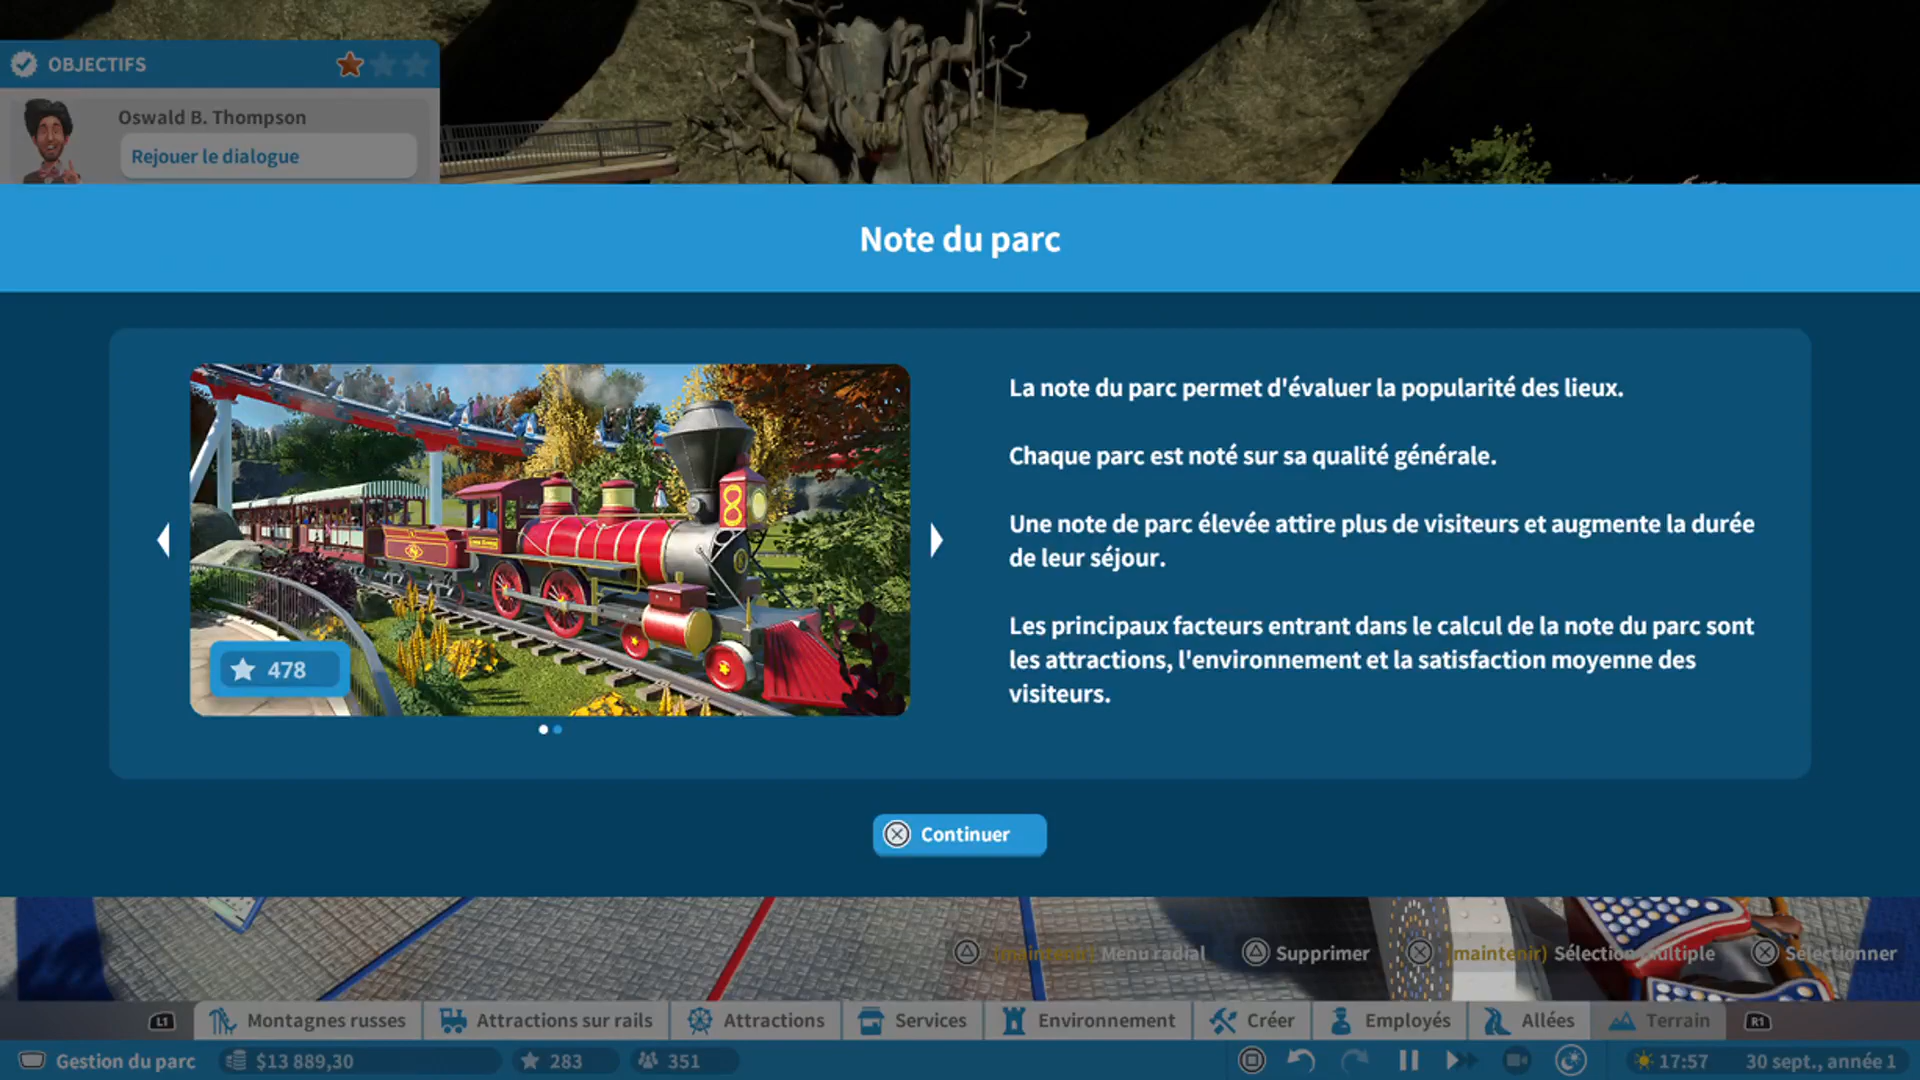 OBJECTIFS
Oswald B. Thompson
Rejouer le dialogue
Note du parc
La note du parc permet d'évaluer la popularité des lieux.
Chaque parc est noté sur sa qualité générale.
Une note de parc élevée attire plus de visiteurs et augmente la durée
de leur séjour.
Les principaux facteurs entrant dans le calcul de la note du parc sont
les attractions, l'environnement et la satisfaction moyenne des
visiteurs.
8
478
Continuer
(maintenir) Menu radial
Supprimer
(maintenir) Sélection multiple
Sélectionner
L1
Montagnes russes
Attractions sur rails
Attractions
Services
Environnement
Créer
Employés
Allées
Terrain
R1
Gestion du parc
$13 889,30
283
351
17:57
30 sept., année 1